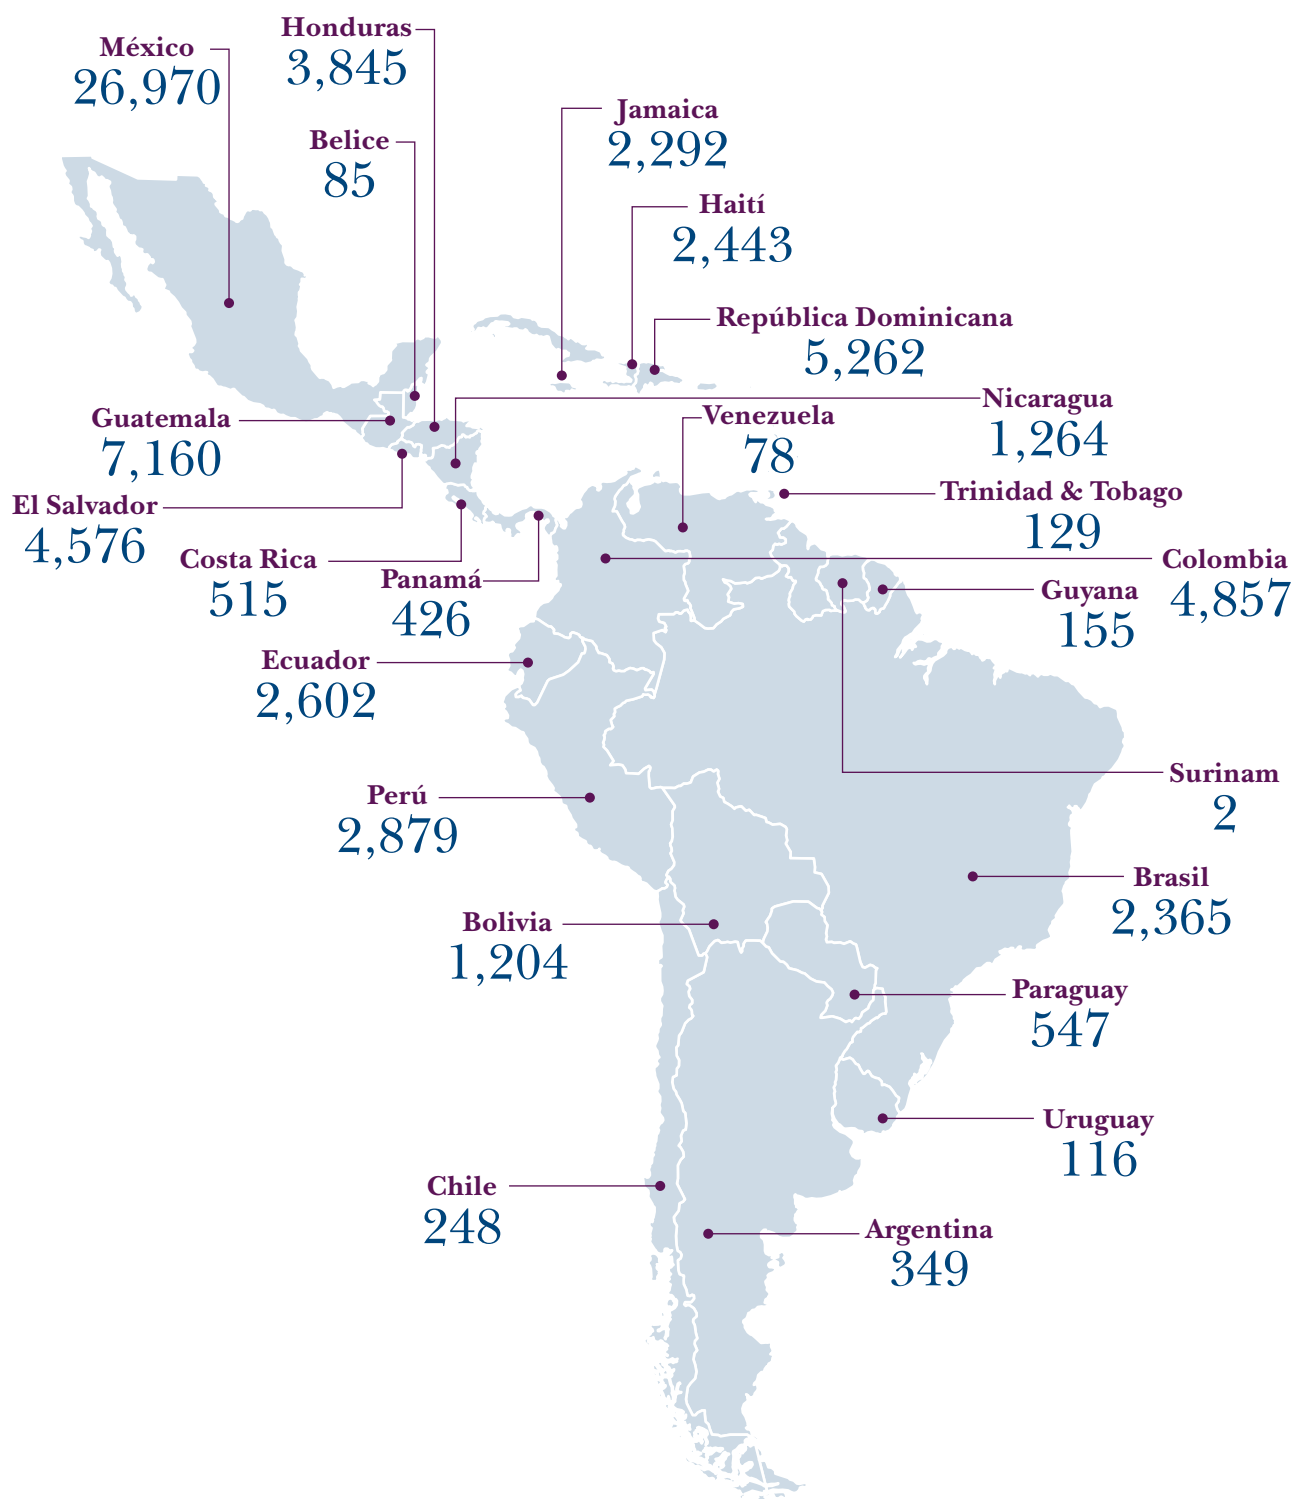 Honduras
3,845
México
26,970
Jamaica
2,292
Belice
85
Haití
2,443
República Dominicana
5,262
Nicaragua
1,264
Guatemala
7,160
Venezuela
78
Trinidad & Tobago
129
El Salvador
4,576
Costa Rica
515
Panamá
426
Colombia
4,857
Guyana
155
Ecuador
2,602
Surinam
2
Perú
2,879
Brasil
2,365
Bolivia
1,204
Paraguay
547
Uruguay
116
Chile
248
Argentina
349